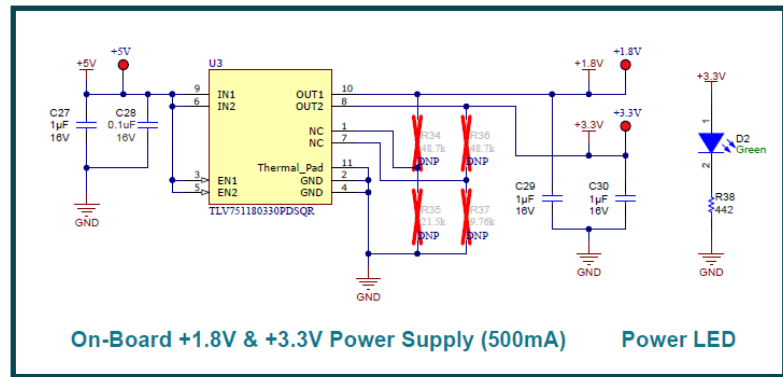 U3
+5V
+5V
+1.8V
+1.8V
9
IN1
OUT1
10
6
IN2
OUT2
8
C27
1µF
16V
C28
0.1uF
16V
+3.3V
+3.3V
+3.3V
NC
1
NC
7
R34
48.7k
DNP
R36
48.7k
DNP
1
D2
Green
2
Thermal_Pad
11
GND
2
GND
4
3
EN1
5
EN2
TLV751180330PDSQR
R35
21.5k
DNP
R37
9.76k
DNP
C29
1µF
16V
C30
1µF
16V
R38
442
GND
GND
GND
GND
On-Board +1.8V & +3.3V Power Supply (500mA)
Power LED